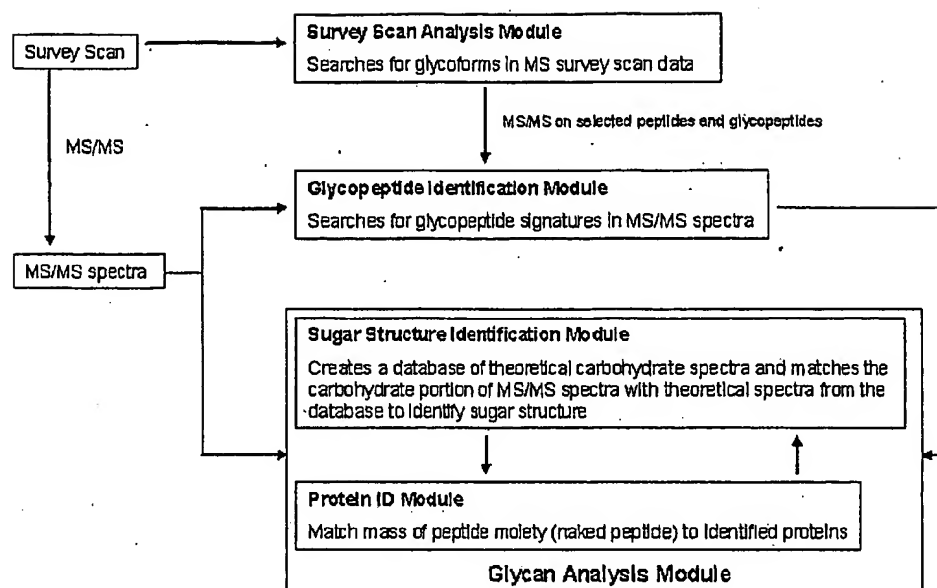 Survey Scan
Survey Scan Analysis Module
Searches for glycoforms in MS survey scan data
MS/MS
MS/MS on selected peptides and glycopeptides
Glycopeptide Identification Module
Searches for glycopeptide signatures in MS/MS spectra
MS/MS spectra
Sugar Structure Identification Module
Creates a database of theoretical carbohydrate spectra and matches the
carbohydrate portion of MS/MS spectra with theoretical spectra from the
database to identify sugar structure
Protein ID Module
Match mass of peptide moiety (naked peptide) to identified proteins
Glycan Analysis Module